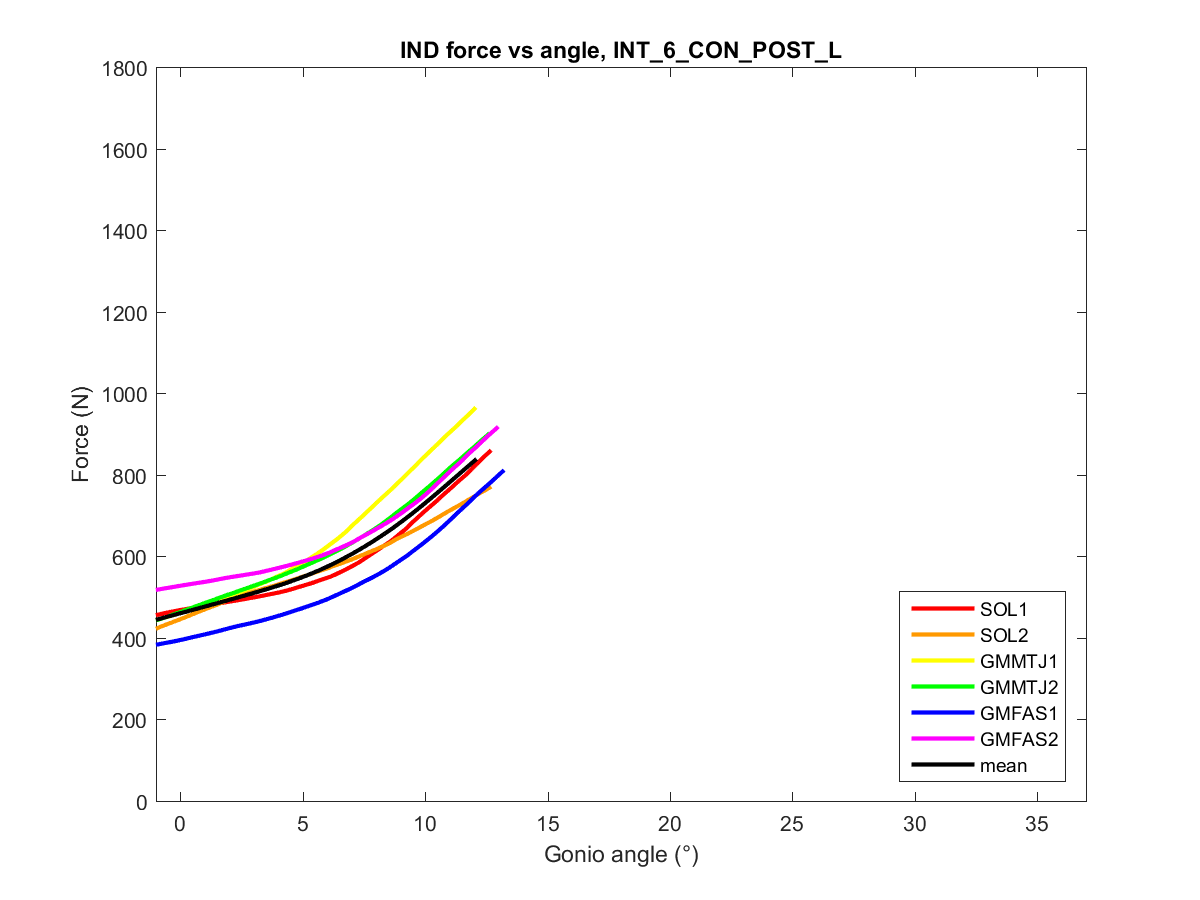 IND force vs angle, INT_6_CON_POST_L
1800
1600
1400
1200
1000
800
600
400
200
0
Force (N)
0 5 10 15 20 25 30 35
Gonio angle (°)
SOL1
SOL2
GMMTJ1
GMMTJ2
GMFAS1
GMFAS2
mean